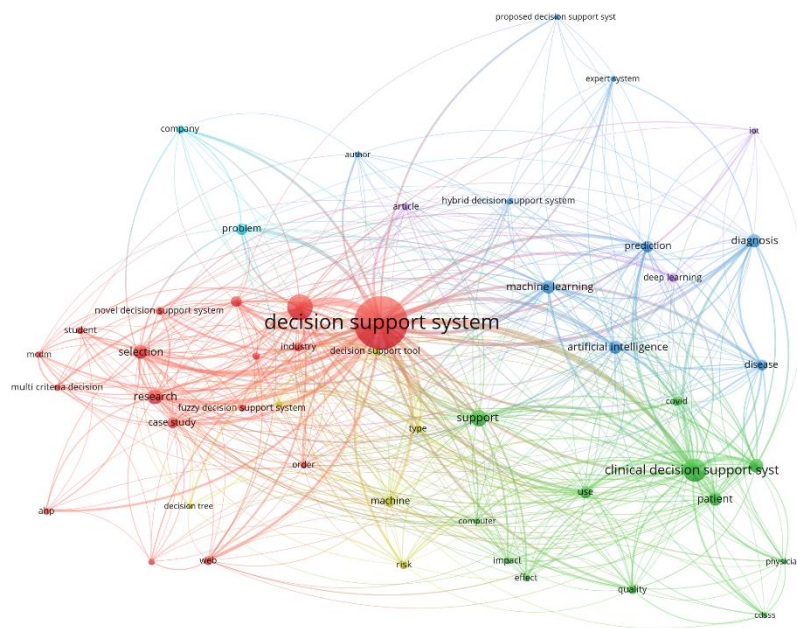 proposed decision support syst
expert system
company
iot
author
article
hybrid decision support system
problem
prediction
diagnosis
deep learning
machine learning
novel decision support system
decision support system
student
industry
decision support tool
artificial intelligence
mcdm
selection
disease
multi criteria decision
research
covid
fuzzy decision support system
case study
support
type
order
clinical decision support syst
use
patient
machine
ahp
decision tree
computer
web
risk
impact
physicia
effect
quality
cdsss